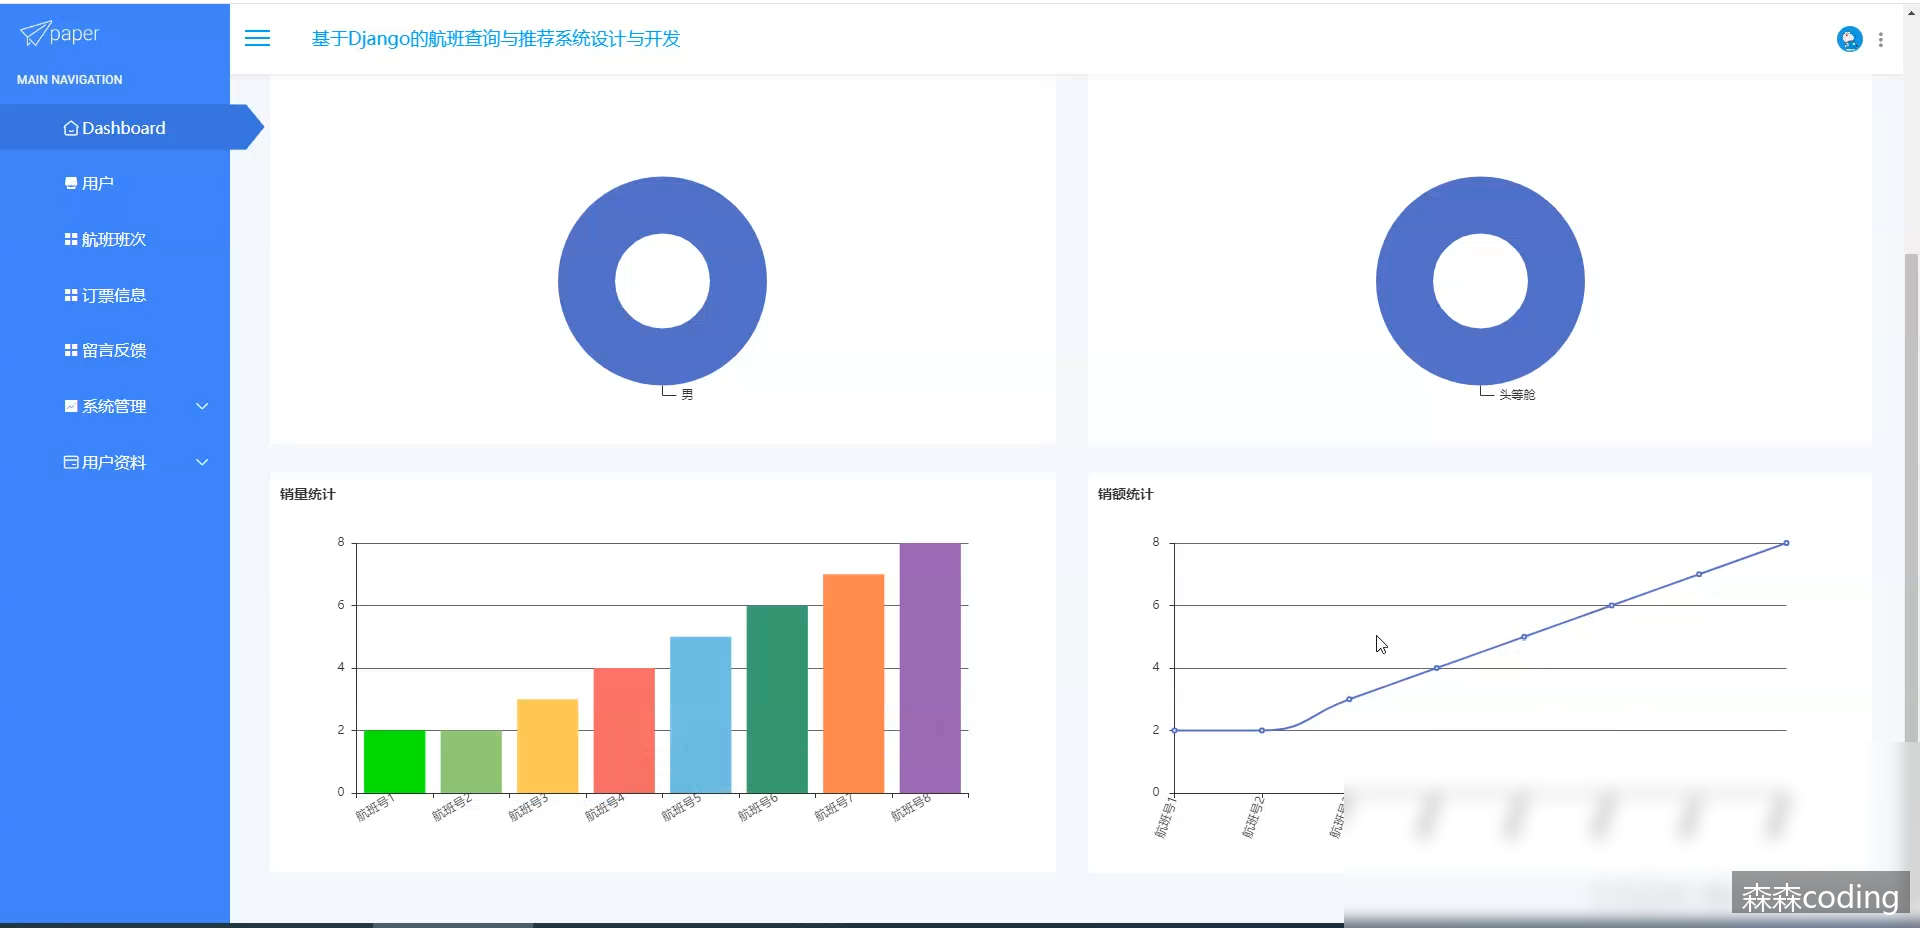 paper
基于Django的航班查询与推荐系统设计与开发
MAIN NAVIGATION
Dashboard
用户
航班班次
订票信息
留言反馈
系统管理
用户资料
男
头等舱
销量统计
8
6
4
2
0
航班号1
航班号2
航班号3
航班号4
航班号5
航班号6
航班号7
航班号8
销额统计
8
6
4
2
0
航班号1
航班号2
航班号
森森coding